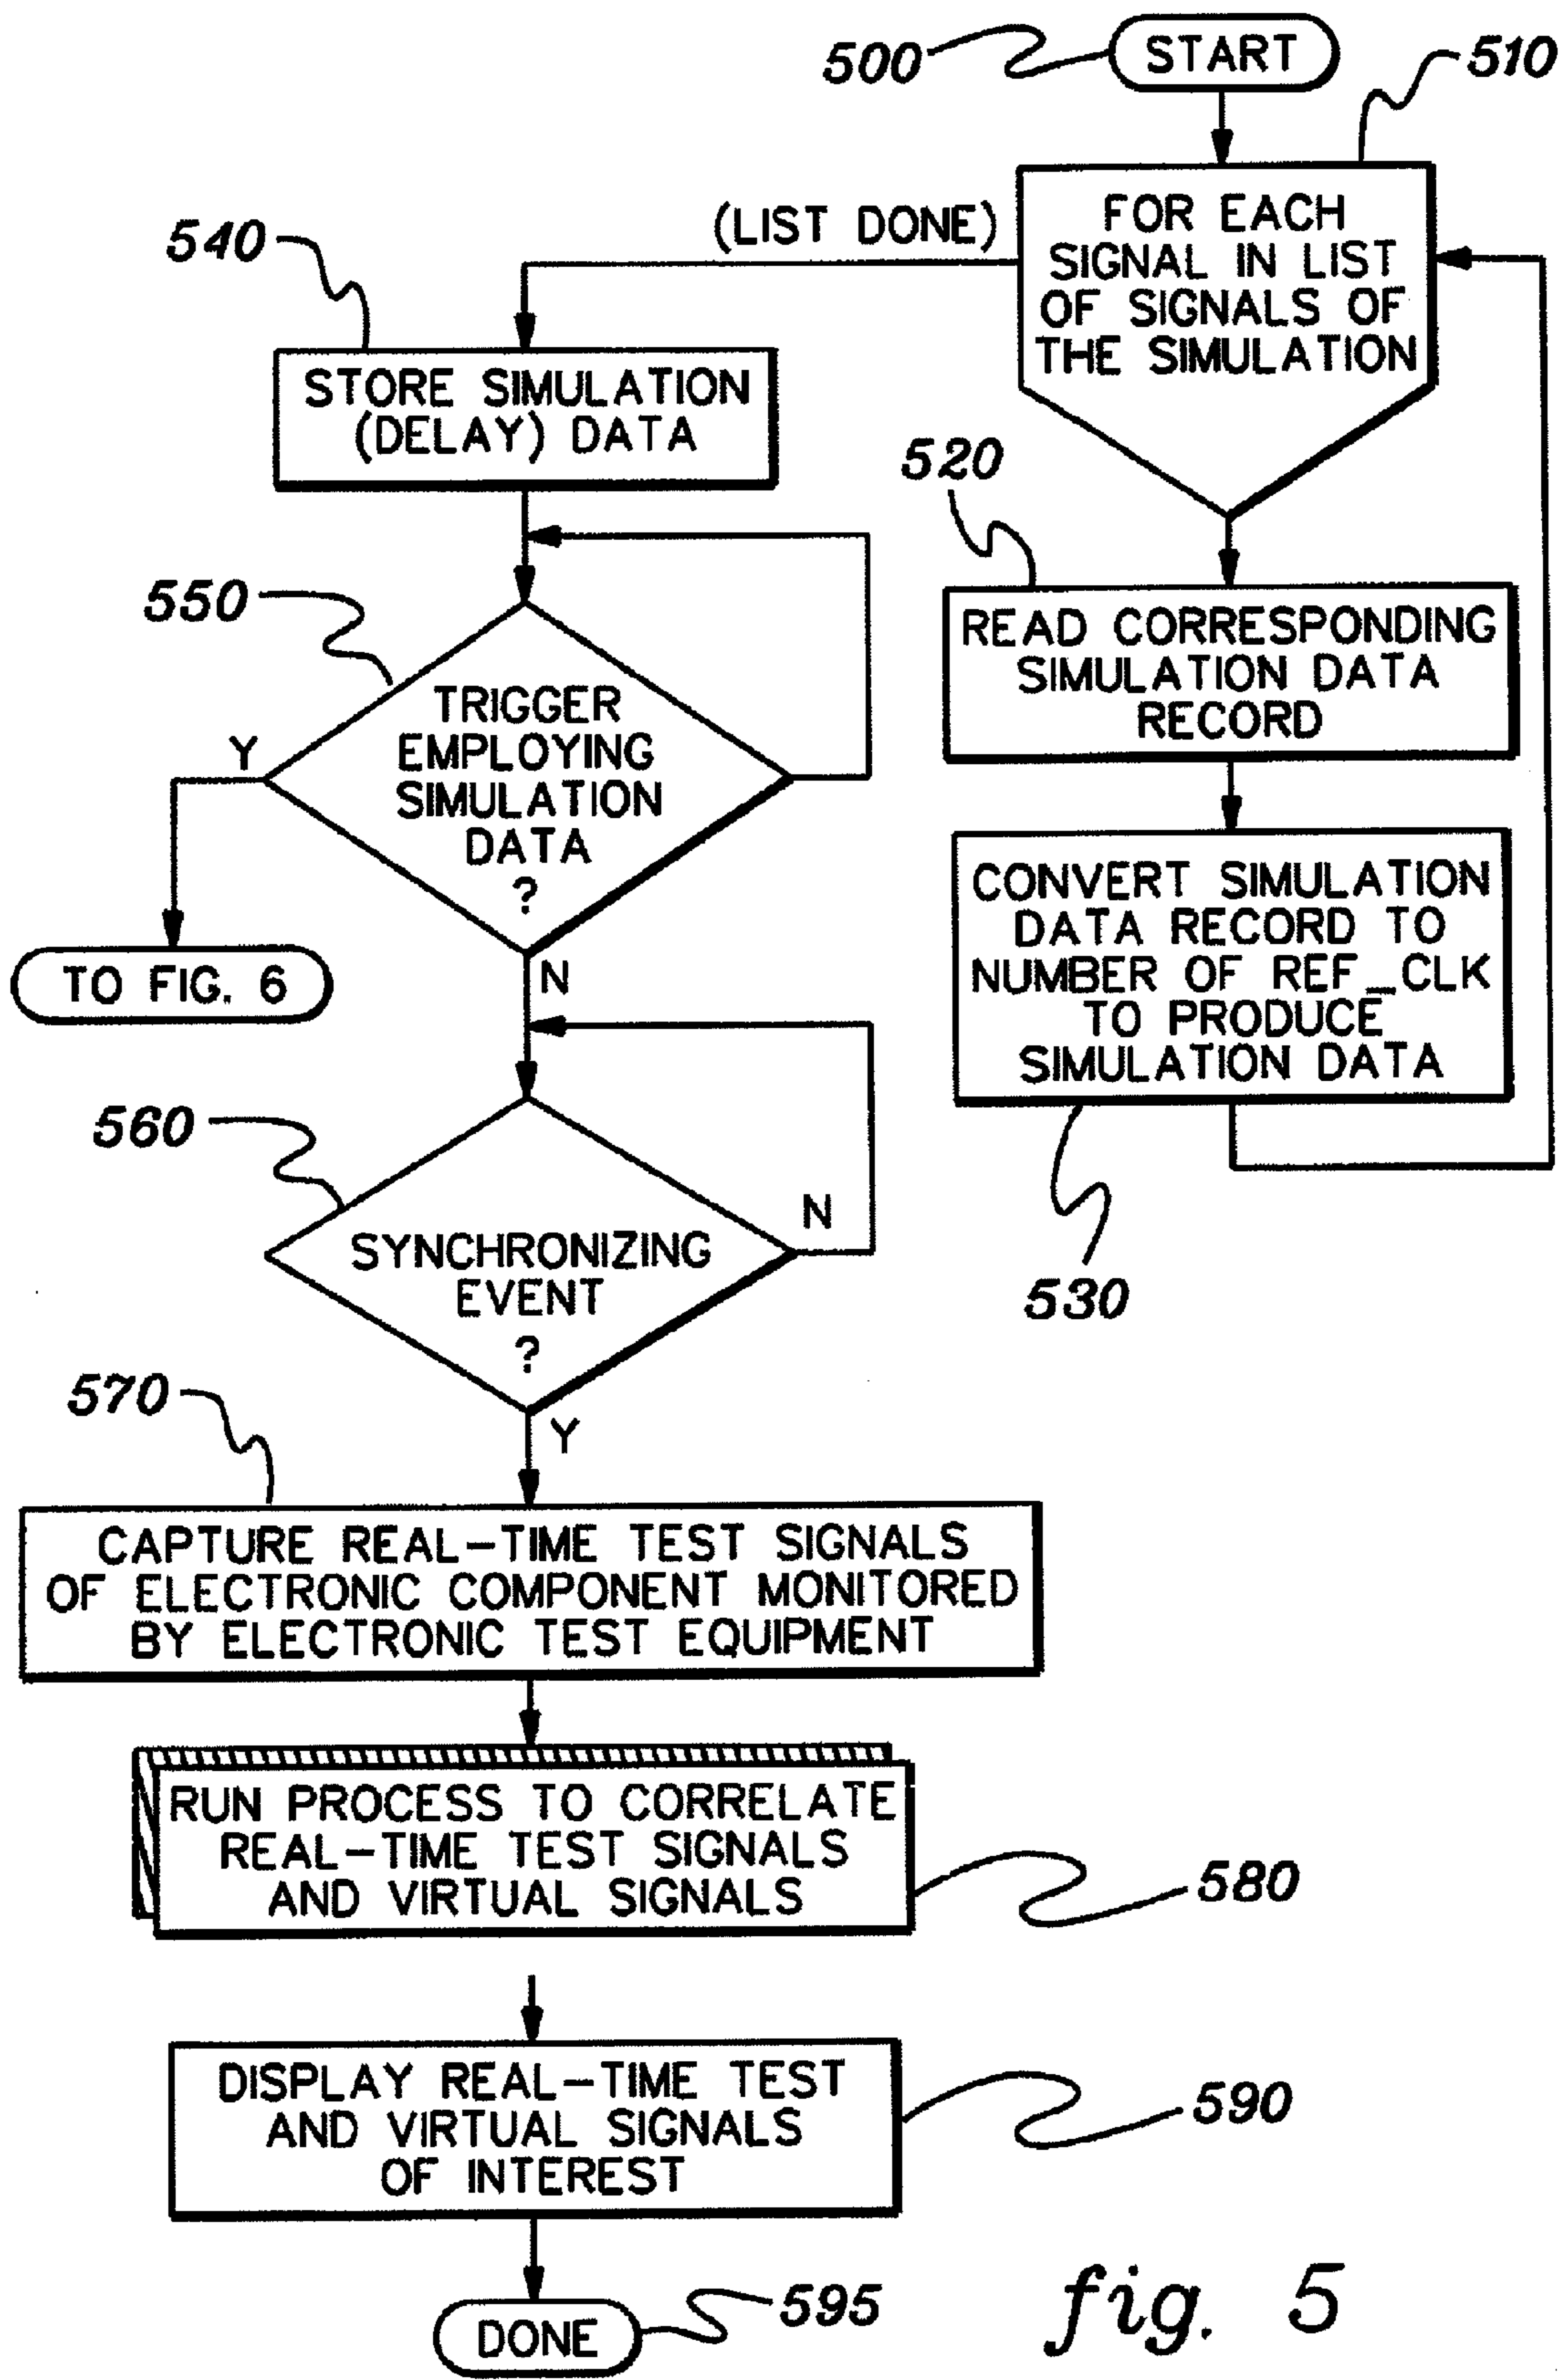 500
START
510
FOR EACH
SIGNAL IN LIST
OF SIGNALS OF
THE SIMULATION
(LIST DONE)
520
READ CORRESPONDING
SIMULATION DATA
RECORD
CONVERT SIMULATION
DATA RECORD TO
NUMBER OF REF_CLK
TO PRODUCE
SIMULATION DATA
530
540
STORE SIMULATION
(DELAY) DATA
550
TRIGGER
EMPLOYING
SIMULATION
DATA
?
Y
TO FIG. 6
N
560
SYNCHRONIZING
EVENT
?
N
Y
570
CAPTURE REAL-TIME TEST SIGNALS
OF ELECTRONIC COMPONENT MONITORED
BY ELECTRONIC TEST EQUIPMENT
RUN PROCESS TO CORRELATE
REAL-TIME TEST SIGNALS
AND VIRTUAL SIGNALS
580
DISPLAY REAL-TIME TEST
AND VIRTUAL SIGNALS
OF INTEREST
590
DONE
595
fig. 5